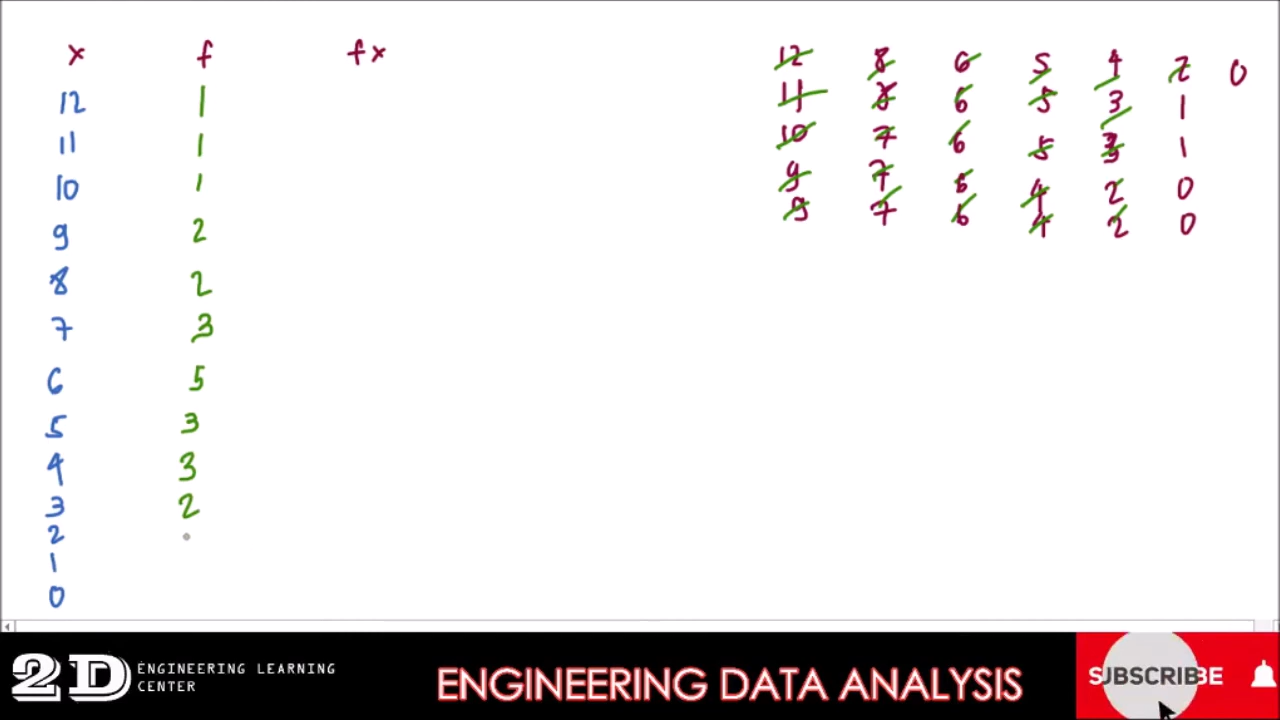 x f fx
12 8 6 5 4 2 0
12 1
11 8 6 5 3 1
11 1
10 7 6 5 3 1
10 1
9 7 6 4 2 0
9 7 6 4 2 0
9 2
8 2
7 3
6 5
5 3
4 3
3 2
2
1
0
2D ENGINEERING LEARNING
CENTER
ENGINEERING DATA ANALYSIS
SUBSCRIBE